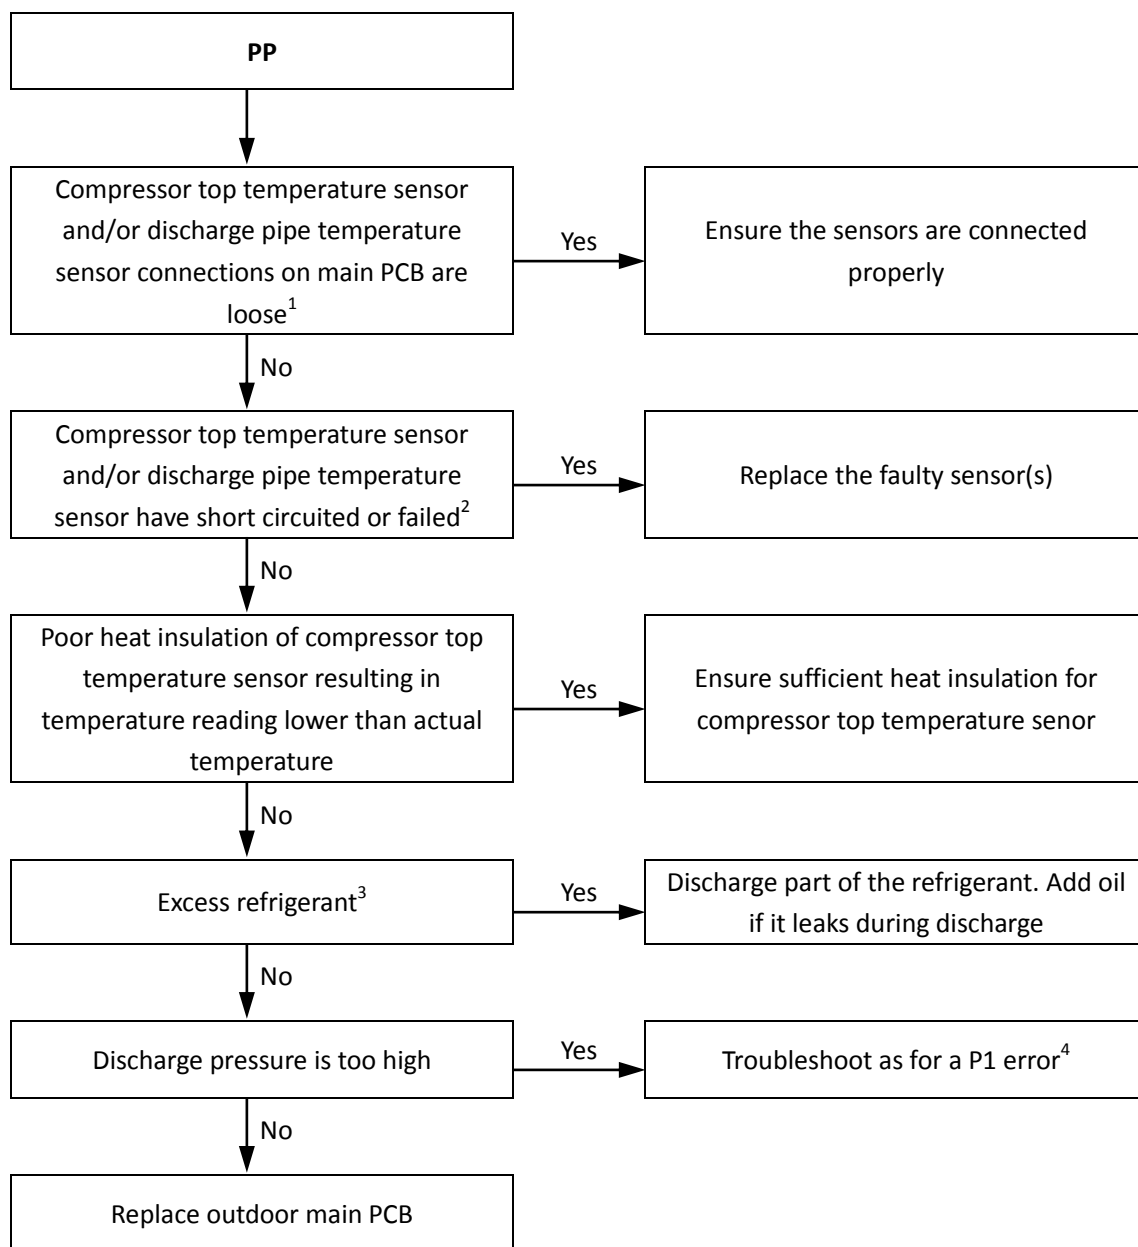 PP
Compressor top temperature sensor
and/or discharge pipe temperature
sensor connections on main PCB are
loose1
Yes
Ensure the sensors are connected
properly
No
Compressor top temperature sensor
and/or discharge pipe temperature
sensor have short circuited or failed2
Yes
Replace the faulty sensor(s)
No
Poor heat insulation of compressor top
temperature sensor resulting in
temperature reading lower than actual
temperature
Yes
Ensure sufficient heat insulation for
compressor top temperature senor
No
Excess refrigerant3
Yes
Discharge part of the refrigerant. Add oil
if it leaks during discharge
No
Discharge pressure is too high
Yes
Troubleshoot as for a P1 error4
No
Replace outdoor main PCB